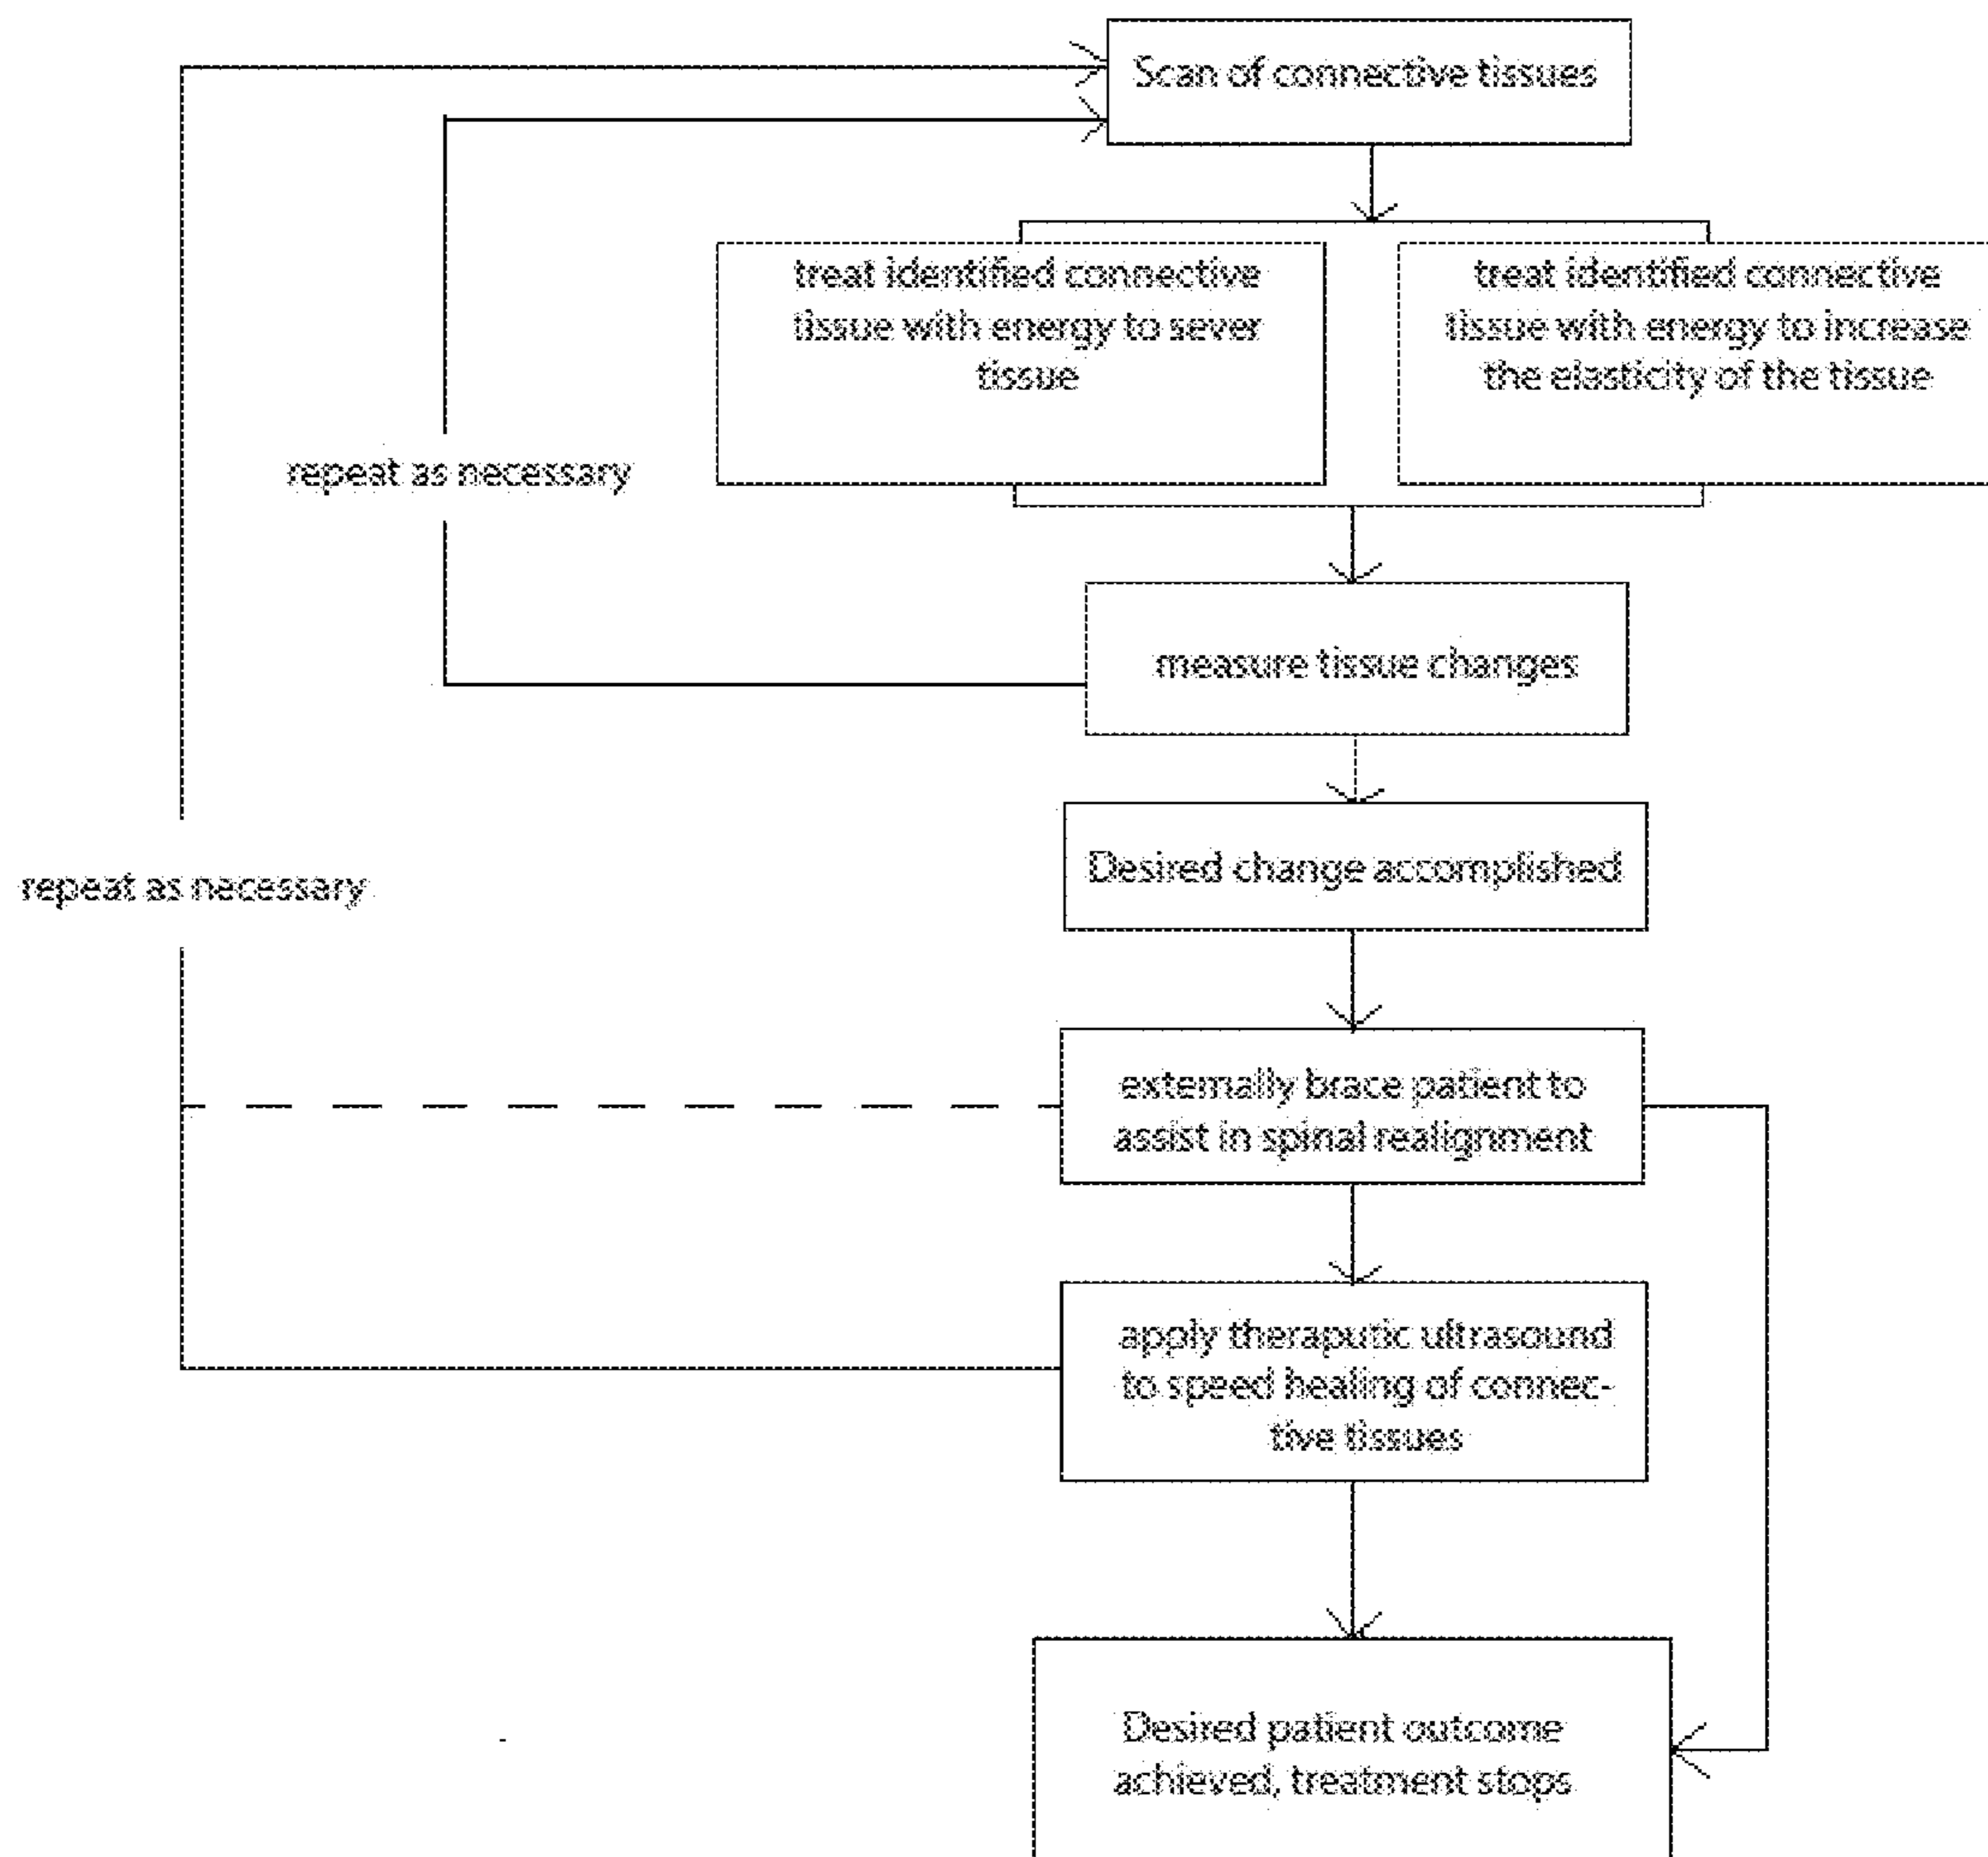 Scan of connective tissues
treat identified connective
tissue with energy to sever
tissue
treat identified connective
tissue with energy to increase
the elasticity of the tissue
repeat as necessary
measure tissue changes
Desired change accomplished
repeat as necessary
externally brace patient to
assist in spinal realignment
apply theraputic ultrasound
to speed healing of connec-
tive tissues
Desired patient outcome
achieved, treatment stops